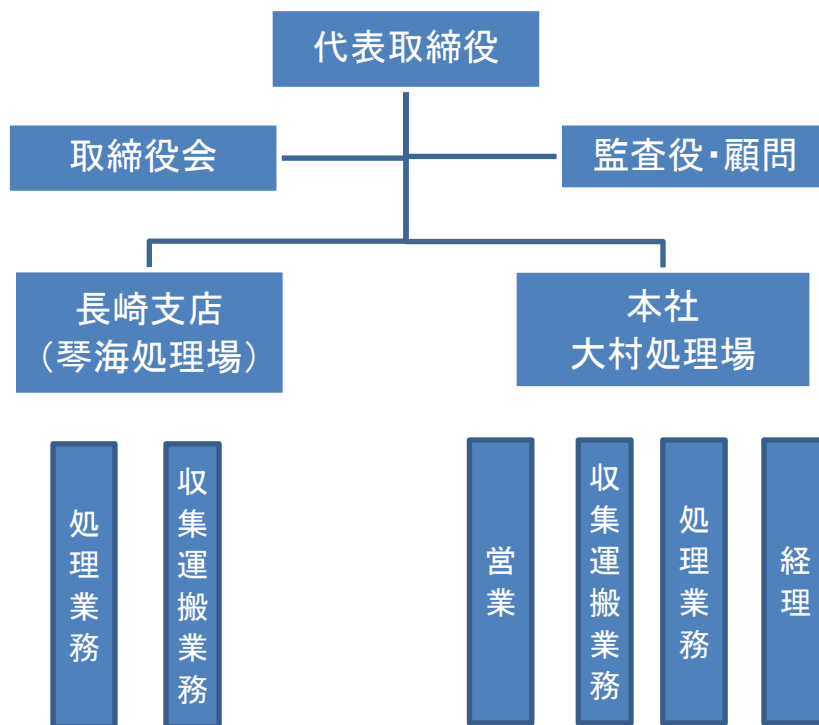 代表取締役
取締役会
監査役・顧問
長崎支店
（琴海処理場）
本社
大村処理場
処理業務
収集運搬業務
営業
収集運搬業務
処理業務
経理